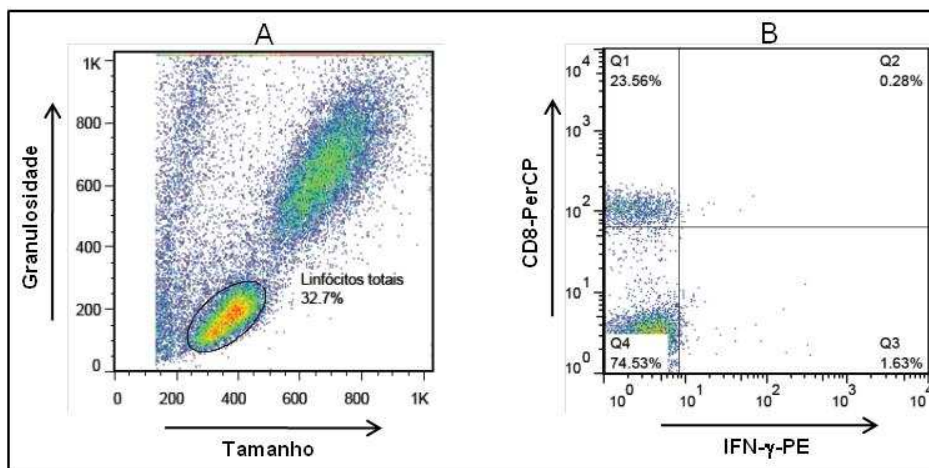 A
Granulosidade
1K
800
600
400
200
0
Linfócitos totais
32.7%
0 200 400 600 800 1K
Tamanho
B
CD8-PerCP
10^4
10^3
10^2
10^1
10^0
Q1
23.56%
Q2
0.28%
Q4
74.53%
Q3
1.63%
10^0 10^1 10^2 10^3 10^4
IFN-γ-PE